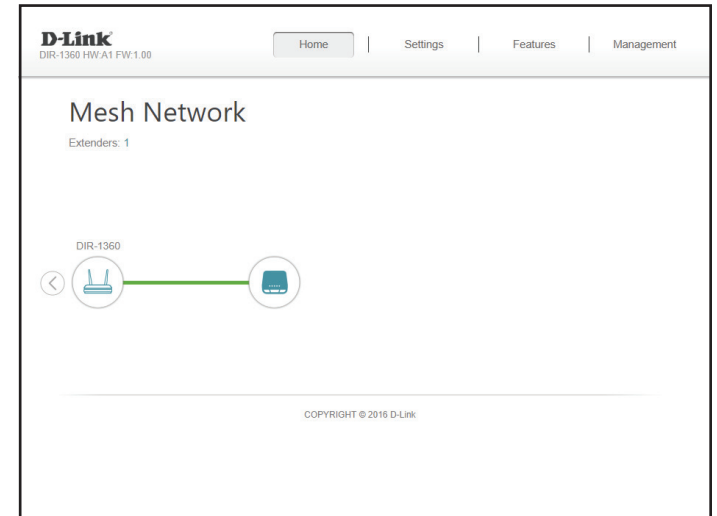 D-Link
DIR-1360 HW:A1 FW:1.00
Home
Settings
Features
Management
Mesh Network
Extenders: 1
DIR-1360
COPYRIGHT © 2016 D-Link